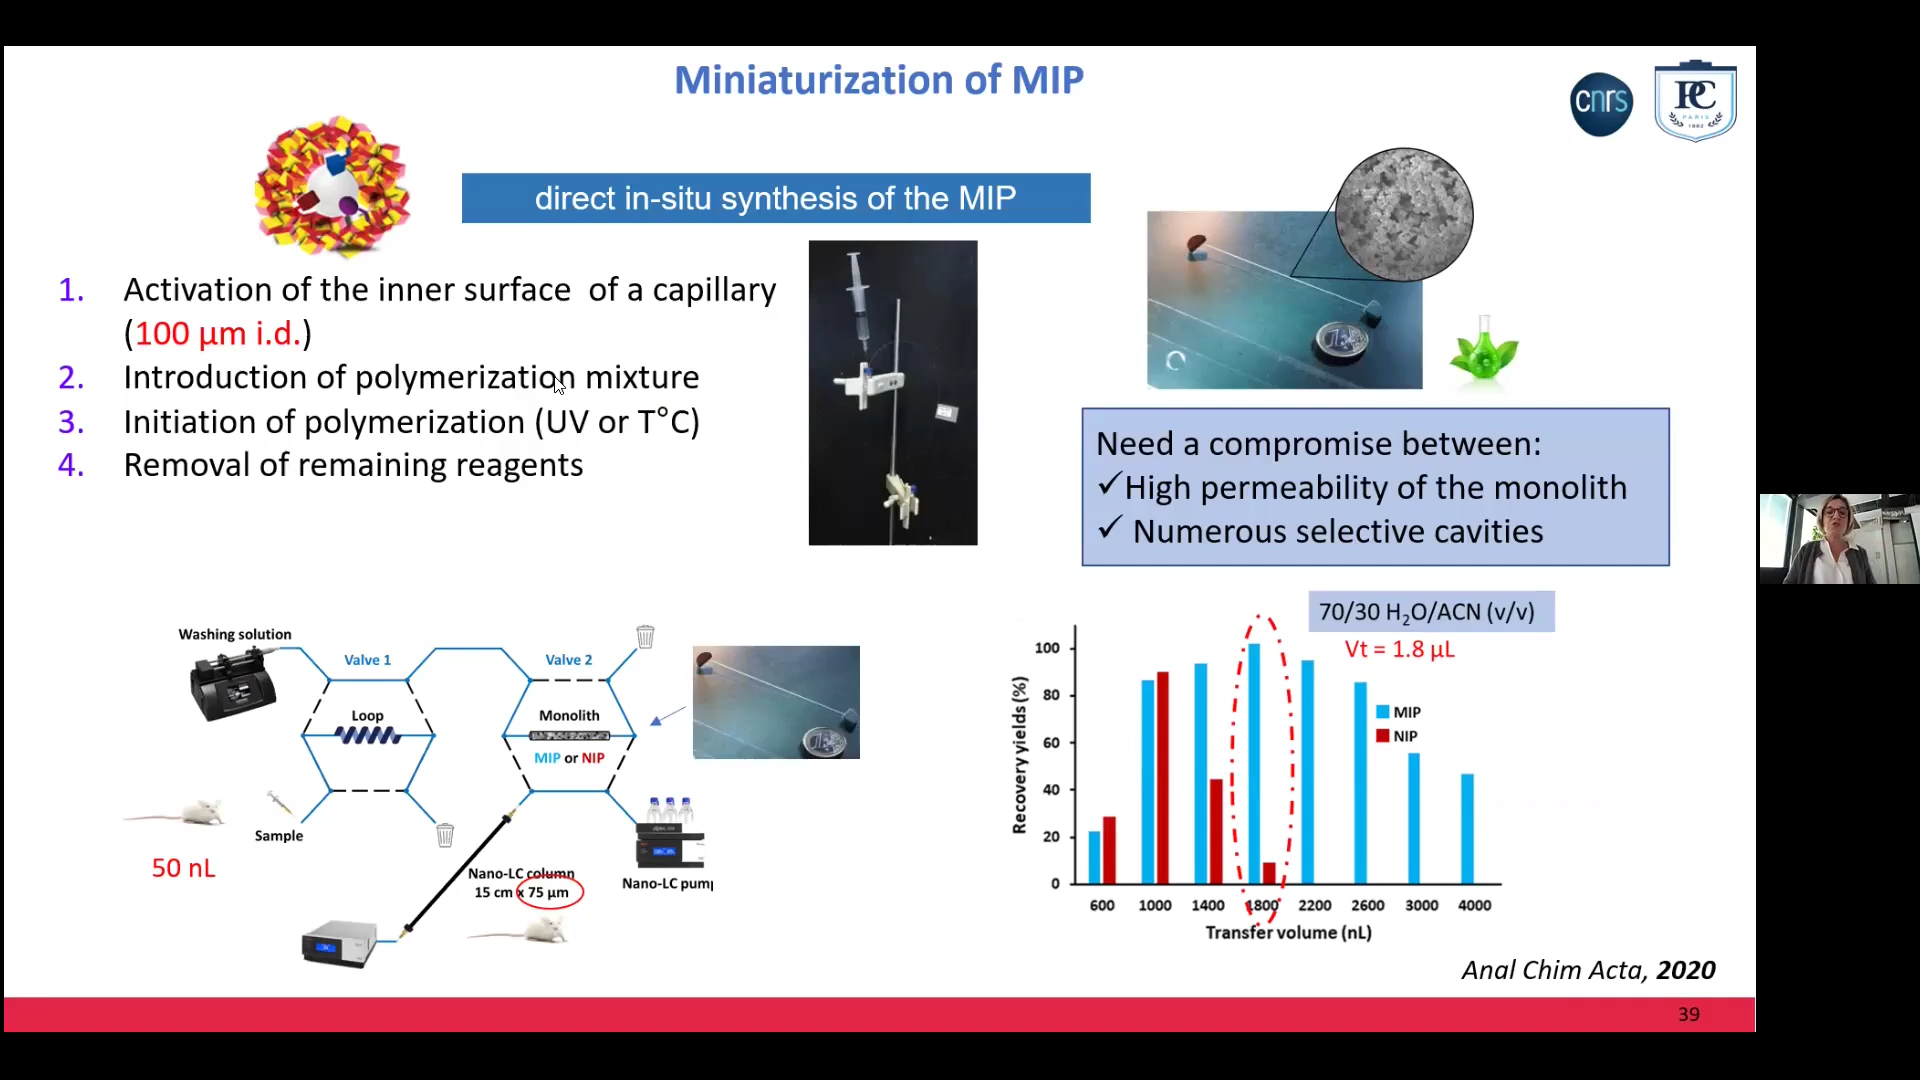 Miniaturization of MIP
cnrs
PC
PARIS
1882
direct in-situ synthesis of the MIP
1. Activation of the inner surface of a capillary
(100 µm i.d.)
2. Introduction of polymerization mixture
3. Initiation of polymerization (UV or T°C)
4. Removal of remaining reagents
Need a compromise between:
✓High permeability of the monolith
✓ Numerous selective cavities
Washing solution
Valve 1
Valve 2
Loop
Monolith
MIP or NIP
Sample
50 nL
Nano-LC column
15 cm x 75 µm
Nano-LC pump
70/30 H₂O/ACN (v/v)
Vt = 1.8 µL
Recovery yields (%)
100
80
60
40
20
0
MIP
NIP
600 1000 1400 1800 2200 2600 3000 4000
Transfer volume (nL)
Anal Chim Acta, 2020
39